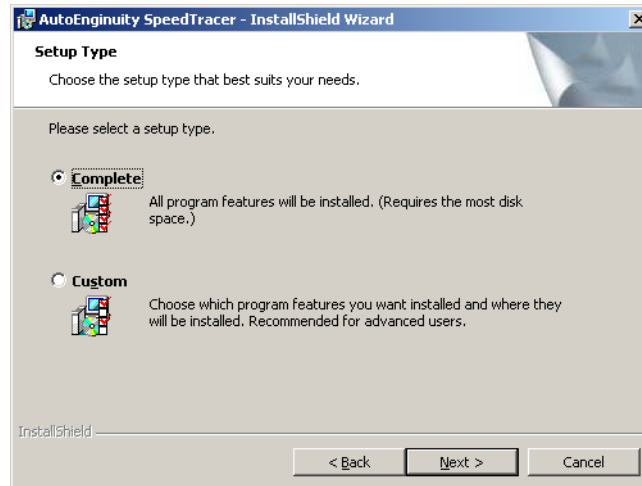 AutoEnginuity SpeedTracer - InstallShield Wizard
Setup Type
Choose the setup type that best suits your needs.
Please select a setup type.
Complete
All program features will be installed. (Requires the most disk
space.)
Custom
Choose which program features you want installed and where they
will be installed. Recommended for advanced users.
InstallShield
< Back Next > Cancel